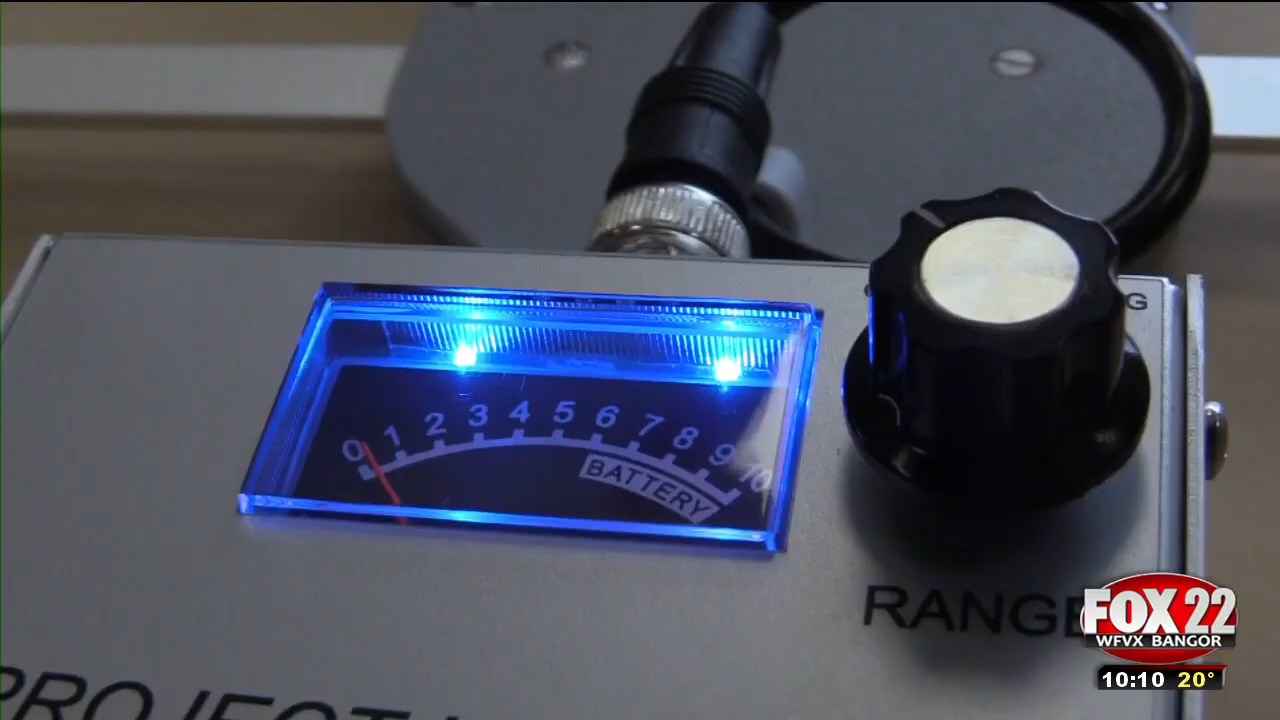 G
0 1 2 3 4 5 6 7 8 9 10
BATTERY
RANGE
FOX 22
WFVX BANGOR
10:10 20°
PROJECT